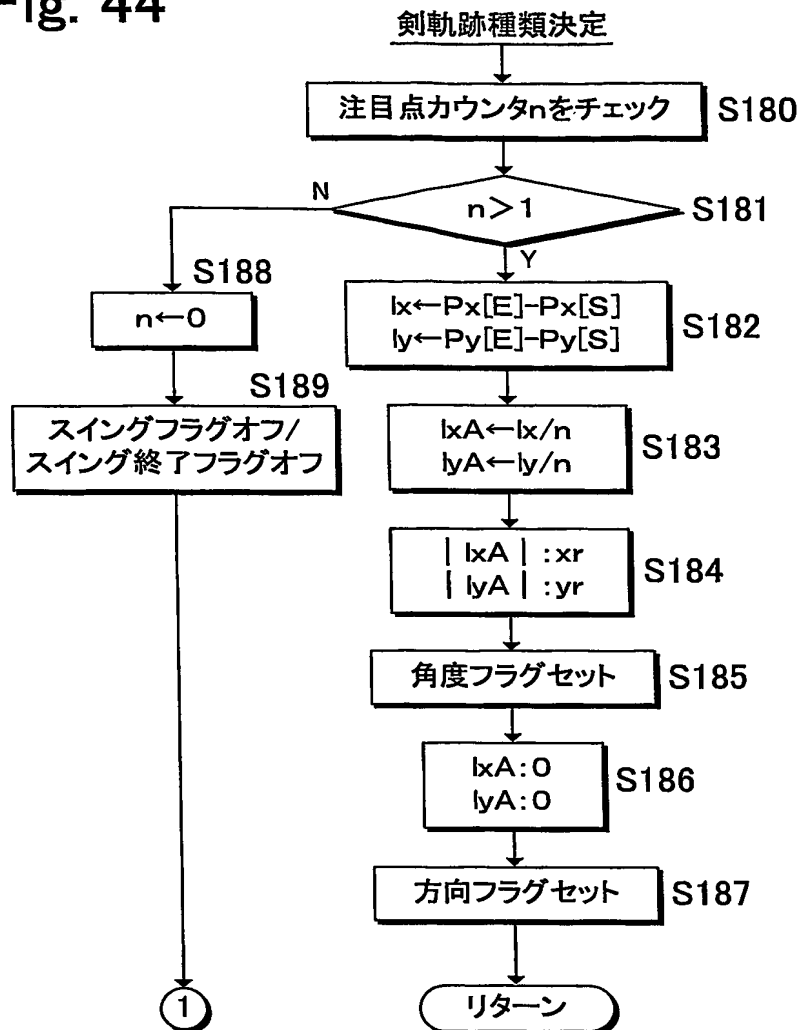 Fig. 44
剣軌跡種類決定
注目点カウンタnをチェック
S180
n>1
S181
N
Y
S188
n←0
S189
スイングフラグオフ/
スイング終了フラグオフ
lx←Px[E]-Px[S]
ly←Py[E]-Py[S]
S182
lxA←lx/n
lyA←ly/n
S183
|lxA|:xr
|lyA|:yr
S184
角度フラグセット
S185
lxA:0
lyA:0
S186
方向フラグセット
S187
1
リターン